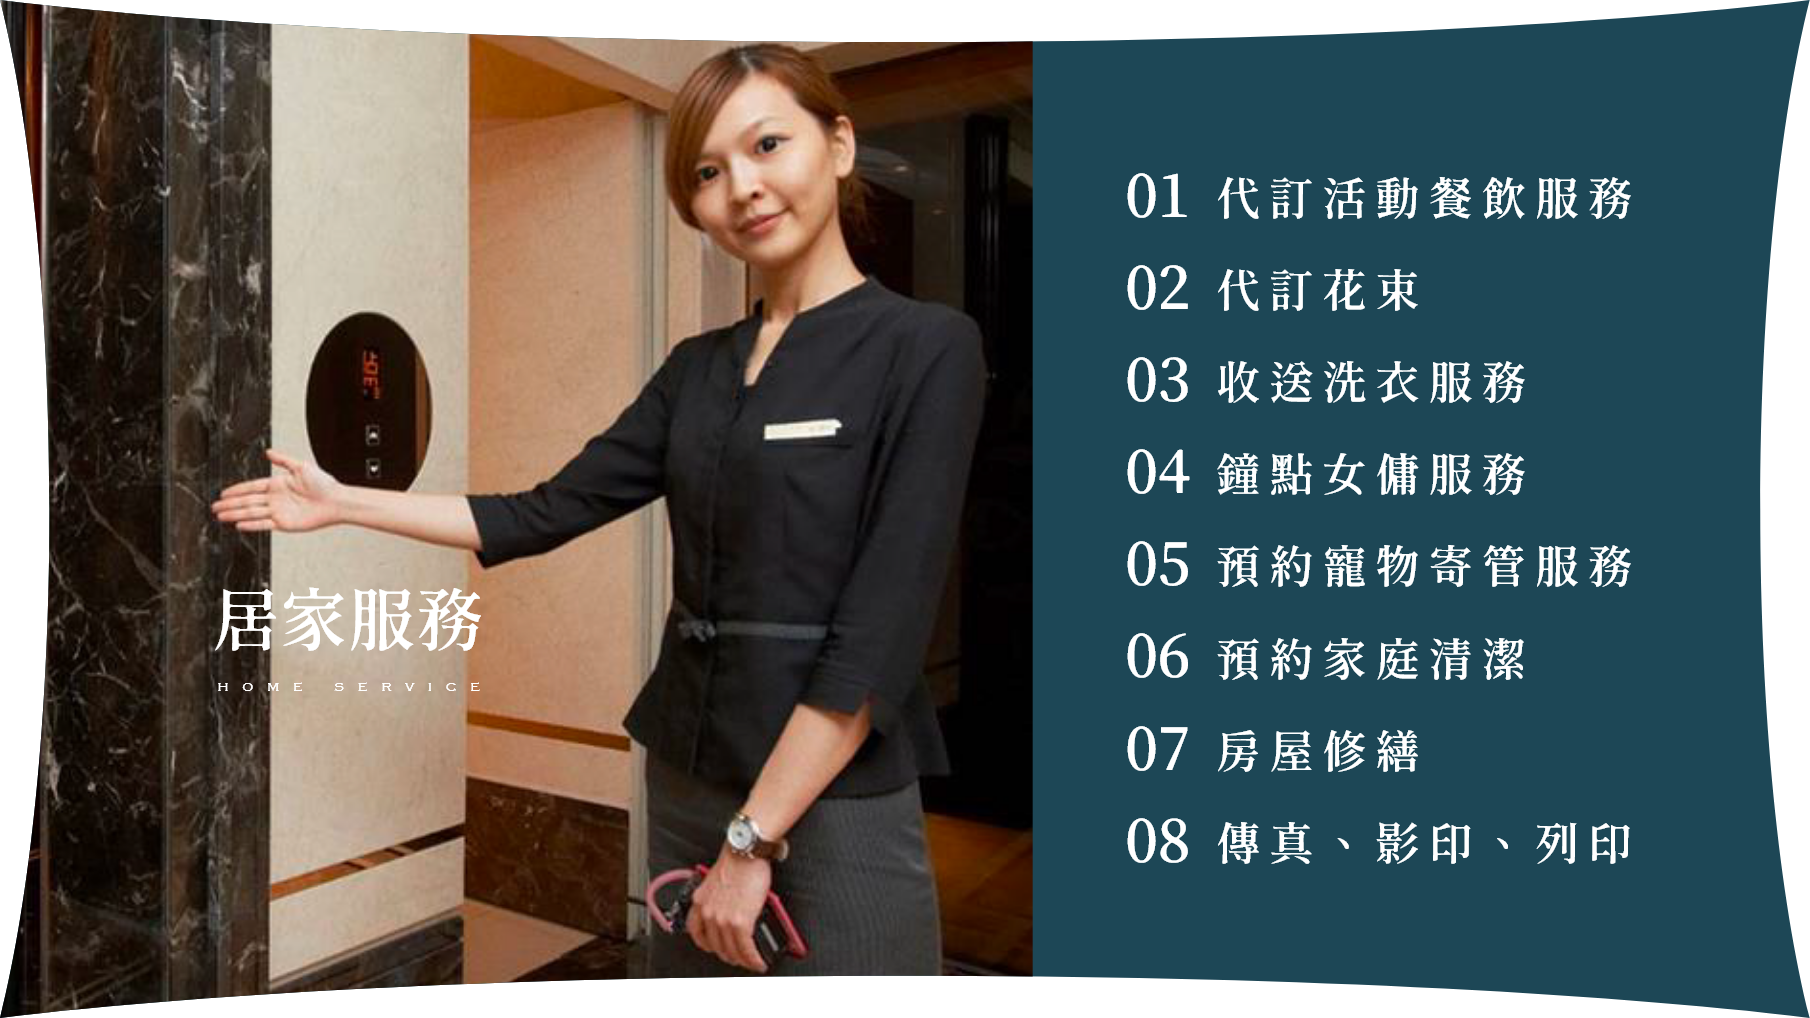 居家服務
HOME SERVICE
01 代訂活動餐飲服務
02 代訂花束
03 收送洗衣服務
04 鐘點女傭服務
05 預約寵物寄管服務
06 預約家庭清潔
07 房屋修繕
08 傳真、影印、列印